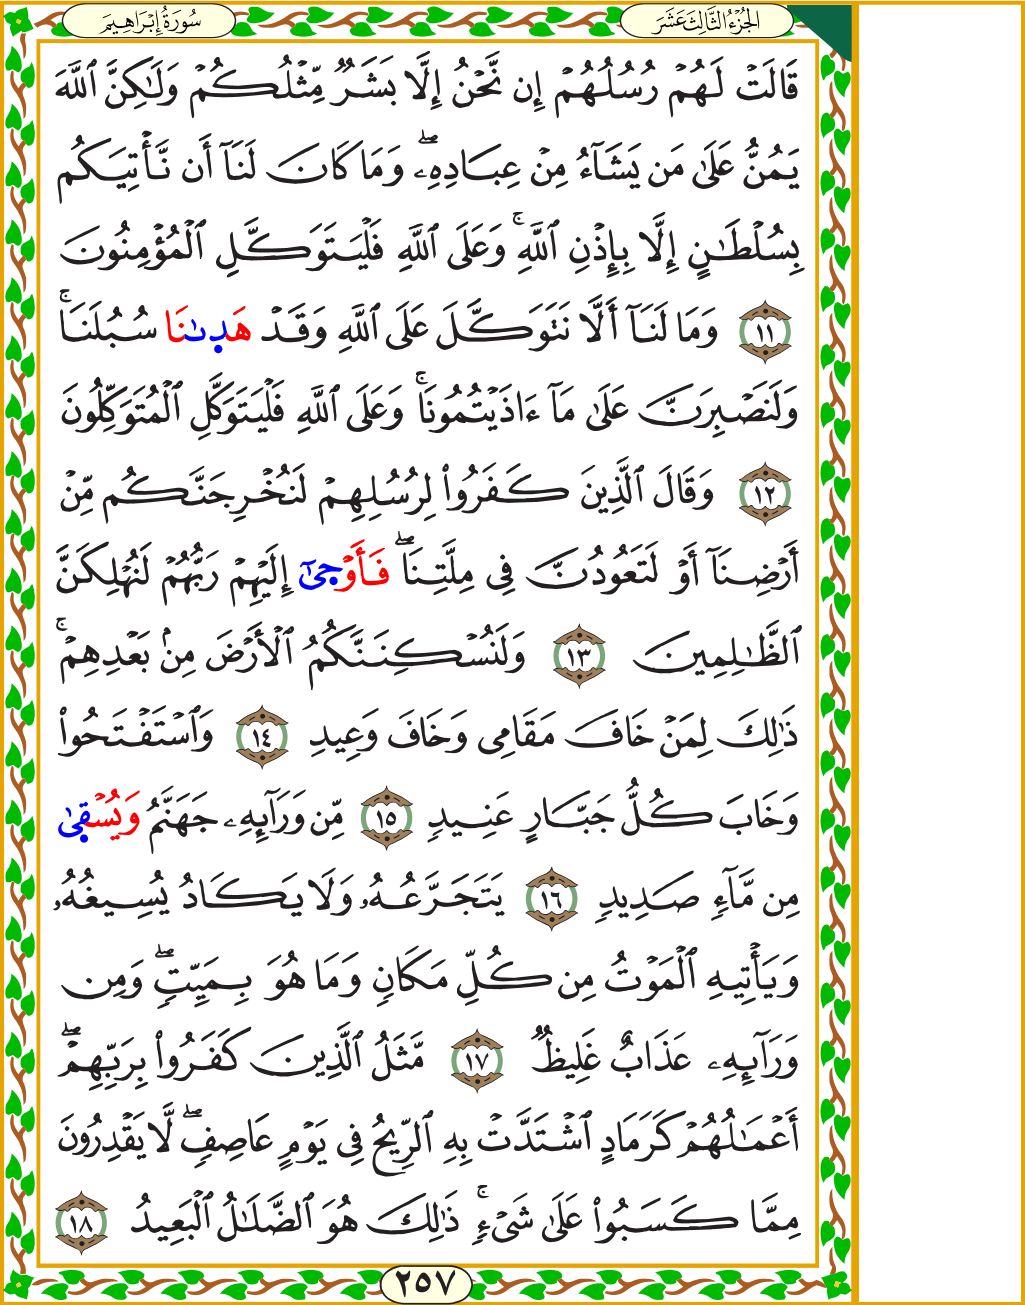 الجُزْءُ الثَّالِثَ عَشَرَ
سُورَةُ إِبْرَاهِيم
قَالَتۡ لَهُمۡ رُسُلُهُمۡ إِن نَّحۡنُ إِلَّا بَشَرٞ مِّثۡلُكُمۡ وَلَٰكِنَّ ٱللَّهَ
يَمُنُّ عَلَىٰ مَن يَشَآءُ مِنۡ عِبَادِهِۦۖ وَمَا كَانَ لَنَآ أَن نَّأۡتِيَكُم
بِسُلۡطَٰنٍ إِلَّا بِإِذۡنِ ٱللَّهِۚ وَعَلَى ٱللَّهِ فَلۡيَتَوَكَّلِ ٱلۡمُؤۡمِنُونَ
١١ وَمَا لَنَآ أَلَّا نَتَوَكَّلَ عَلَى ٱللَّهِ وَقَدۡ هَدٜىٰنَا سُبُلَنَاۚ
وَلَنَصۡبِرَنَّ عَلَىٰ مَآ ءَاذَيۡتُمُونَاۚ وَعَلَى ٱللَّهِ فَلۡيَتَوَكَّلِ ٱلۡمُتَوَكِّلُونَ
١٢ وَقَالَ ٱلَّذِينَ كَفَرُواْ لِرُسُلِهِمۡ لَنُخۡرِجَنَّكُم مِّنۡ
أَرۡضِنَآ أَوۡ لَتَعُودُنَّ فِي مِلَّتِنَاۖ فَأَوۡحٜىٰٓ إِلَيۡهِمۡ رَبُّهُمۡ لَنُهۡلِكَنَّ
ٱلظَّٰلِمِينَ ١٣ وَلَنُسۡكِنَنَّكُمُ ٱلۡأَرۡضَ مِنۢ بَعۡدِهِمۡۚ
ذَٰلِكَ لِمَنۡ خَافَ مَقَامِي وَخَافَ وَعِيدِ ١٤ وَٱسۡتَفۡتَحُواْ
وَخَابَ كُلُّ جَبَّارٍ عَنِيدٖ ١٥ مِّن وَرَآئِهِۦ جَهَنَّمُ وَيُسۡقٜىٰ
مِن مَّآءٖ صَدِيدٖ ١٦ يَتَجَرَّعُهُۥ وَلَا يَكَادُ يُسِيغُهُۥ
وَيَأۡتِيهِ ٱلۡمَوۡتُ مِن كُلِّ مَكَانٖ وَمَا هُوَ بِمَيِّتٖۖ وَمِن
وَرَآئِهِۦ عَذَابٌ غَلِيظٞ ١٧ مَّثَلُ ٱلَّذِينَ كَفَرُواْ بِرَبِّهِمۡۖ
أَعۡمَٰلُهُمۡ كَرَمَادٍ ٱشۡتَدَّتۡ بِهِ ٱلرِّيحُ فِي يَوۡمٍ عَاصِفٖۖ لَّا يَقۡدِرُونَ
مِمَّا كَسَبُواْ عَلَىٰ شَيۡءٖۚ ذَٰلِكَ هُوَ ٱلضَّلَٰلُ ٱلۡبَعِيدُ ١٨
٢٥٧